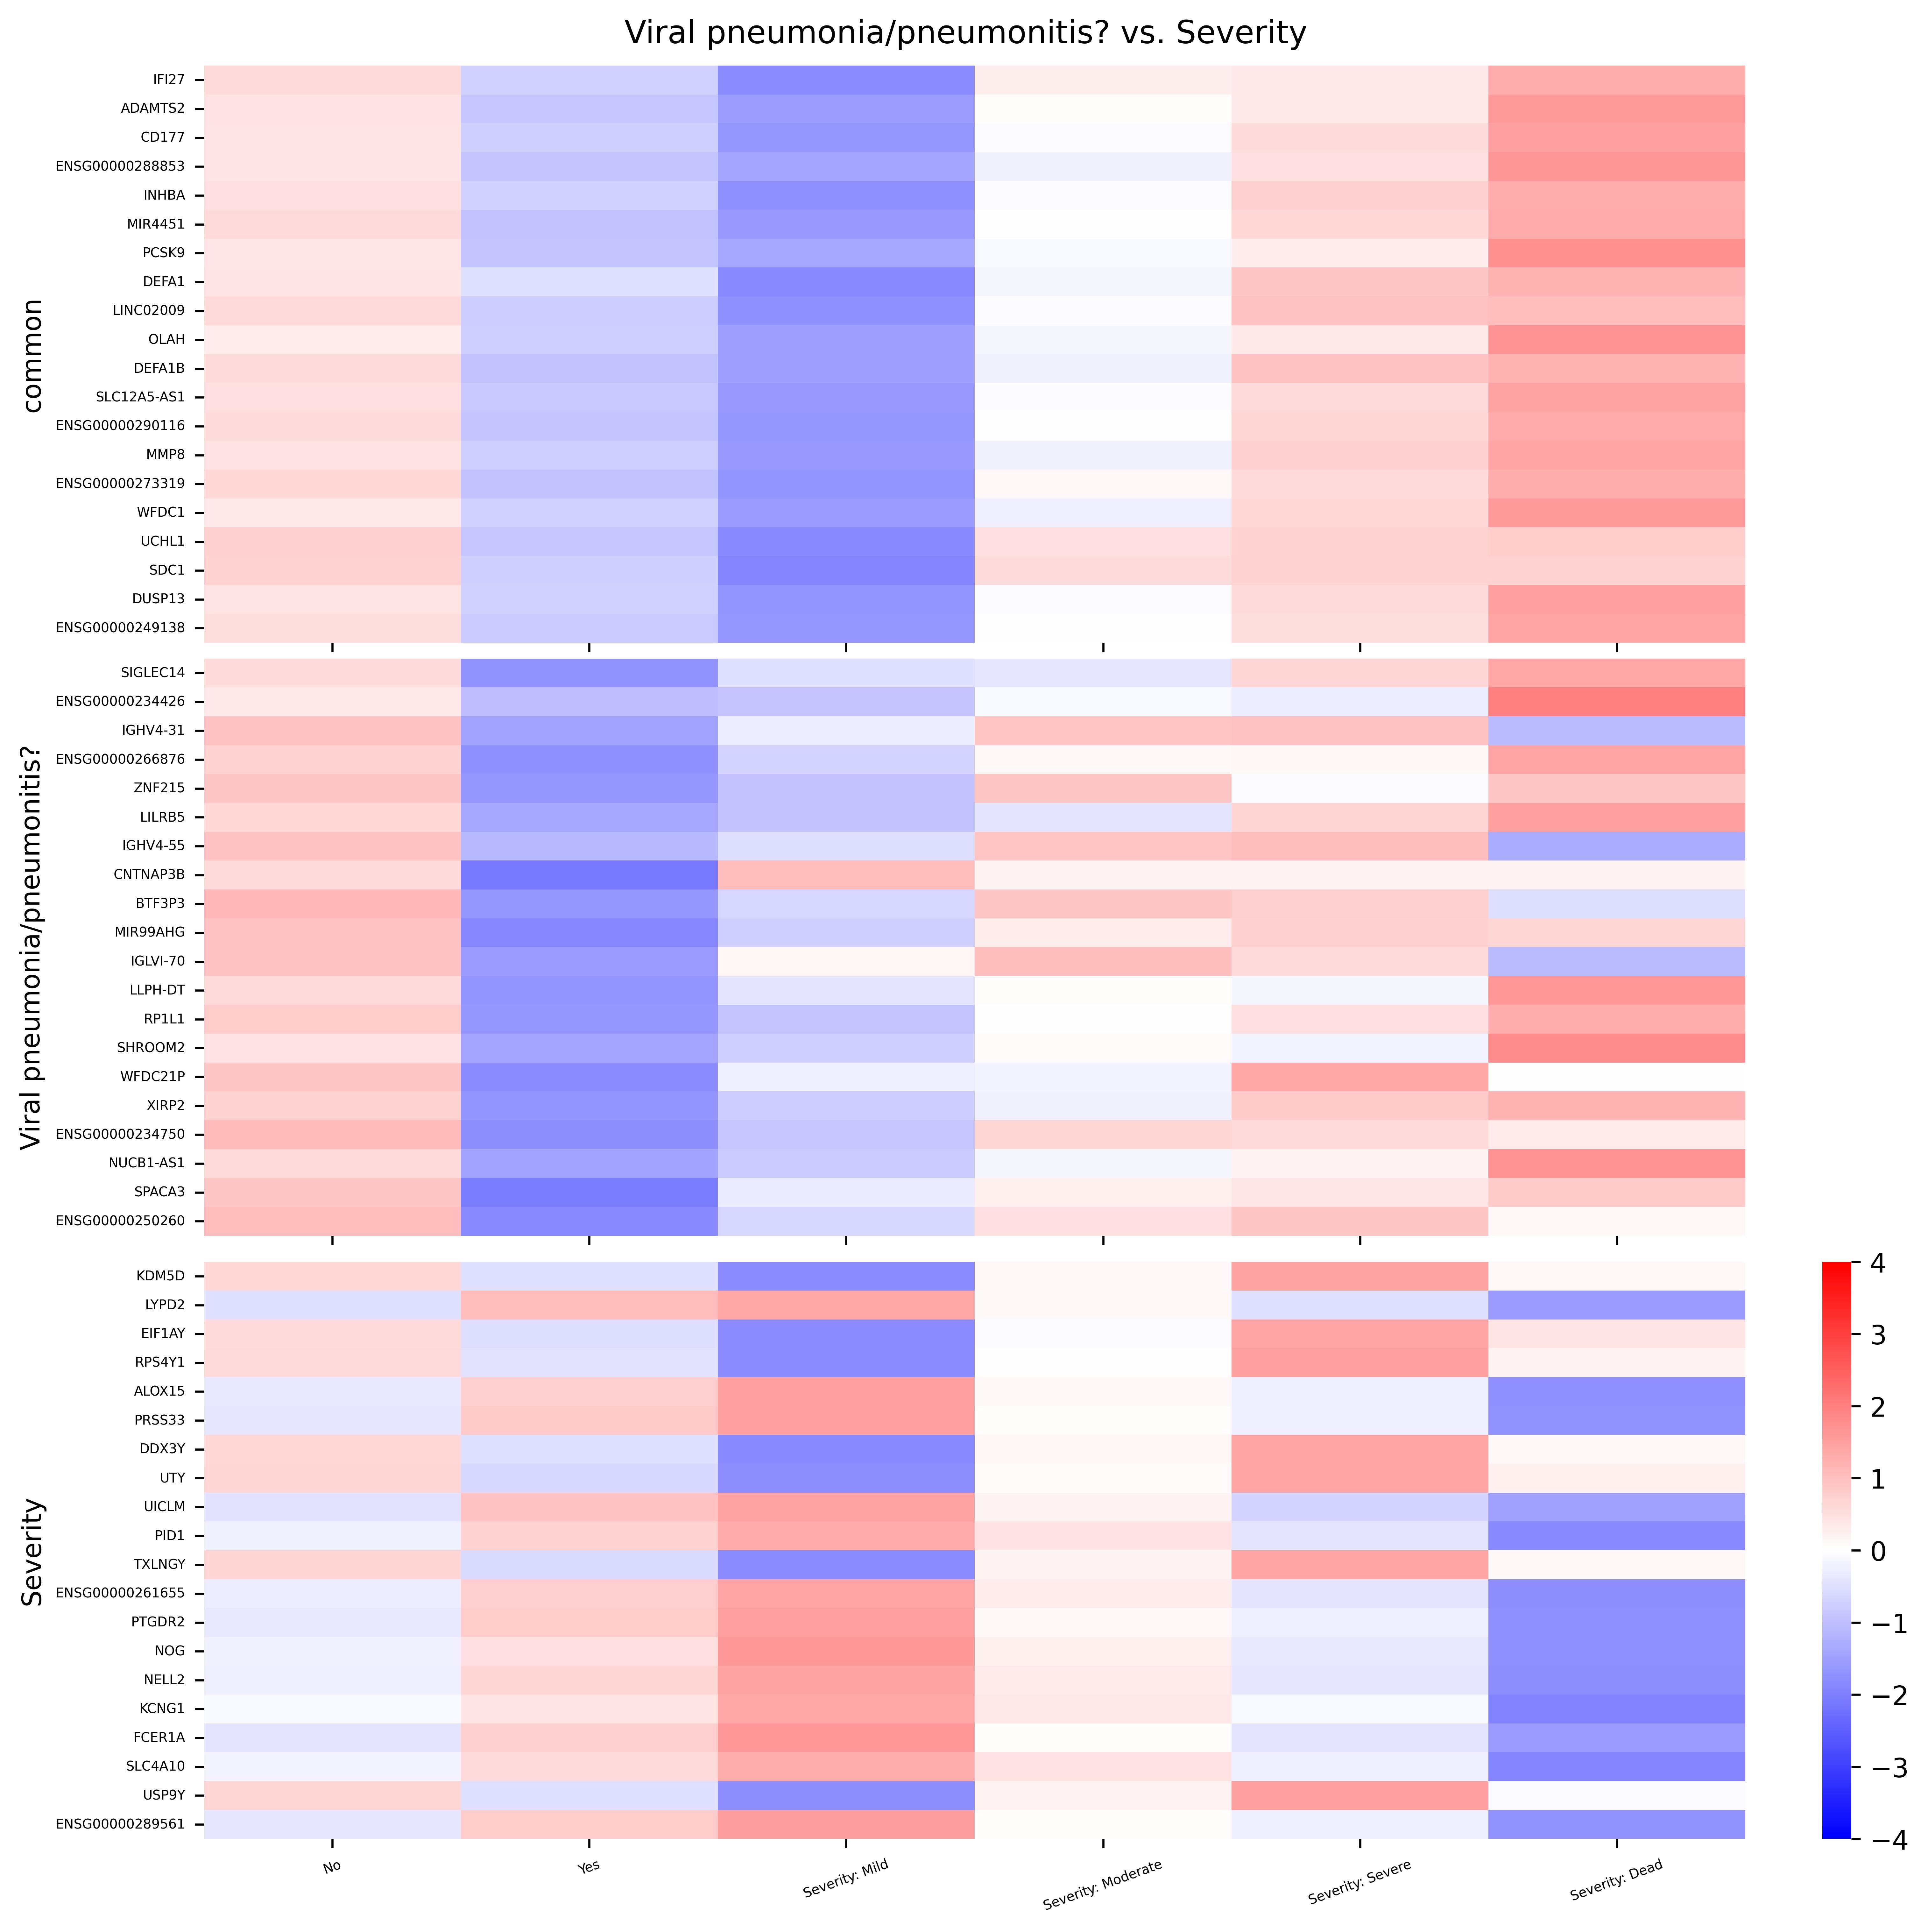 Viral pneumonia/pneumonitis? vs. Severity
common
IFI27
ADAMTS2
CD177
ENSG00000288853
INHBA
MIR4451
PCSK9
DEFA1
LINC02009
OLAH
DEFA1B
SLC12A5-AS1
ENSG00000290116
MMP8
ENSG00000273319
WFDC1
UCHL1
SDC1
DUSP13
ENSG00000249138
Viral pneumonia/pneumonitis?
SIGLEC14
ENSG00000234426
IGHV4-31
ENSG00000266876
ZNF215
LILRB5
IGHV4-55
CNTNAP3B
BTF3P3
MIR99AHG
IGLVI-70
LLPH-DT
RP1L1
SHROOM2
WFDC21P
XIRP2
ENSG00000234750
NUCB1-AS1
SPACA3
ENSG00000250260
Severity
KDM5D
LYPD2
EIF1AY
RPS4Y1
ALOX15
PRSS33
DDX3Y
UTY
UICLM
PID1
TXLNGY
ENSG00000261655
PTGDR2
NOG
NELL2
KCNG1
FCER1A
SLC4A10
USP9Y
ENSG00000289561
No
Yes
Severity: Mild
Severity: Moderate
Severity: Severe
Severity: Dead
4
3
2
1
0
−1
−2
−3
−4